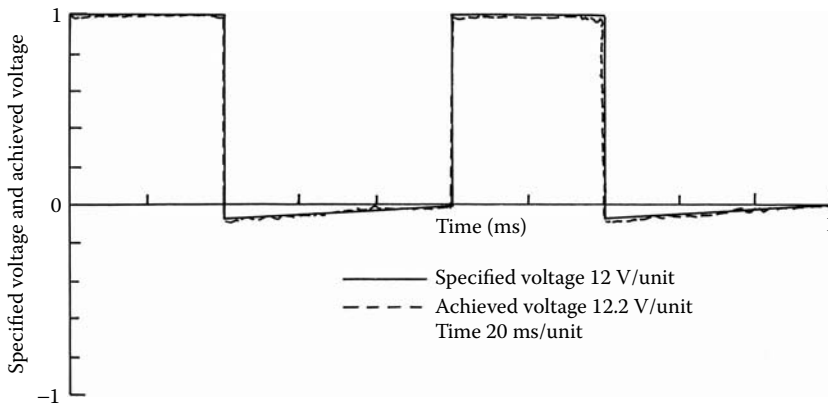 Specified voltage and achieved voltage
1
0
−1
Time (ms)
Specified voltage 12 V/unit
Achieved voltage 12.2 V/unit
Time 20 ms/unit